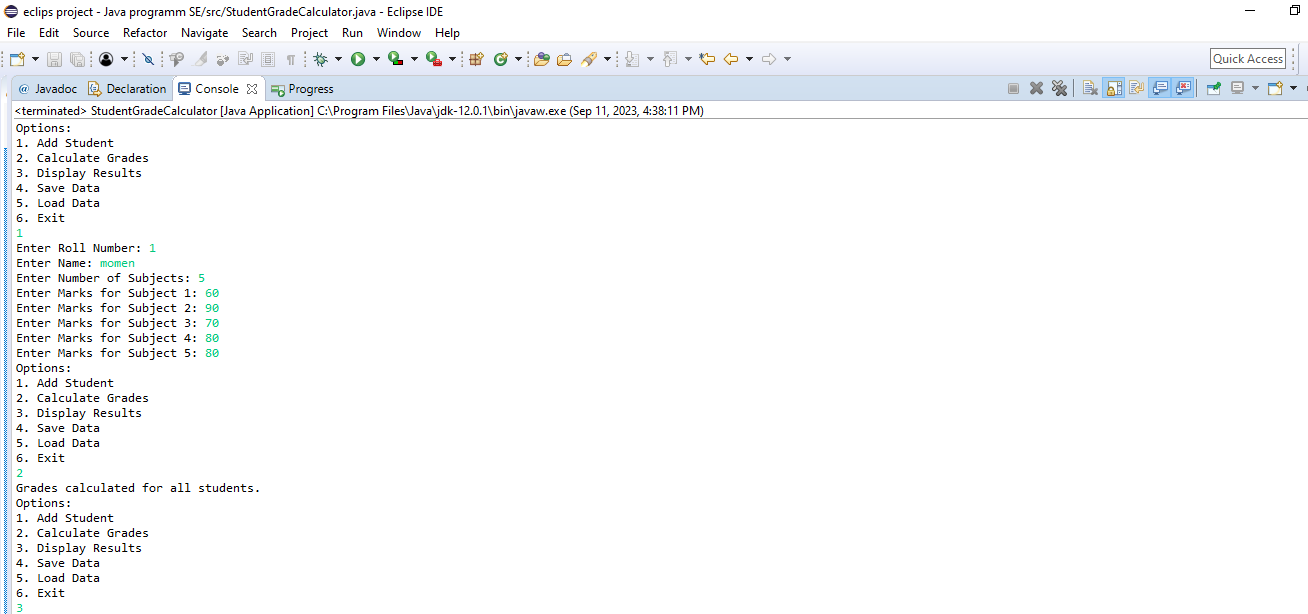 eclips project - Java programm SE/src/StudentGradeCalculator.java - Eclipse IDE
File Edit Source Refactor Navigate Search Project Run Window Help
Quick Access
@ Javadoc Declaration Console Progress
<terminated> StudentGradeCalculator [Java Application] C:\Program Files\Java\jdk-12.0.1\bin\javaw.exe (Sep 11, 2023, 4:38:11 PM)
Options:
1. Add Student
2. Calculate Grades
3. Display Results
4. Save Data
5. Load Data
6. Exit
1
Enter Roll Number: 1
Enter Name: momen
Enter Number of Subjects: 5
Enter Marks for Subject 1: 60
Enter Marks for Subject 2: 90
Enter Marks for Subject 3: 70
Enter Marks for Subject 4: 80
Enter Marks for Subject 5: 80
Options:
1. Add Student
2. Calculate Grades
3. Display Results
4. Save Data
5. Load Data
6. Exit
2
Grades calculated for all students.
Options:
1. Add Student
2. Calculate Grades
3. Display Results
4. Save Data
5. Load Data
6. Exit
3